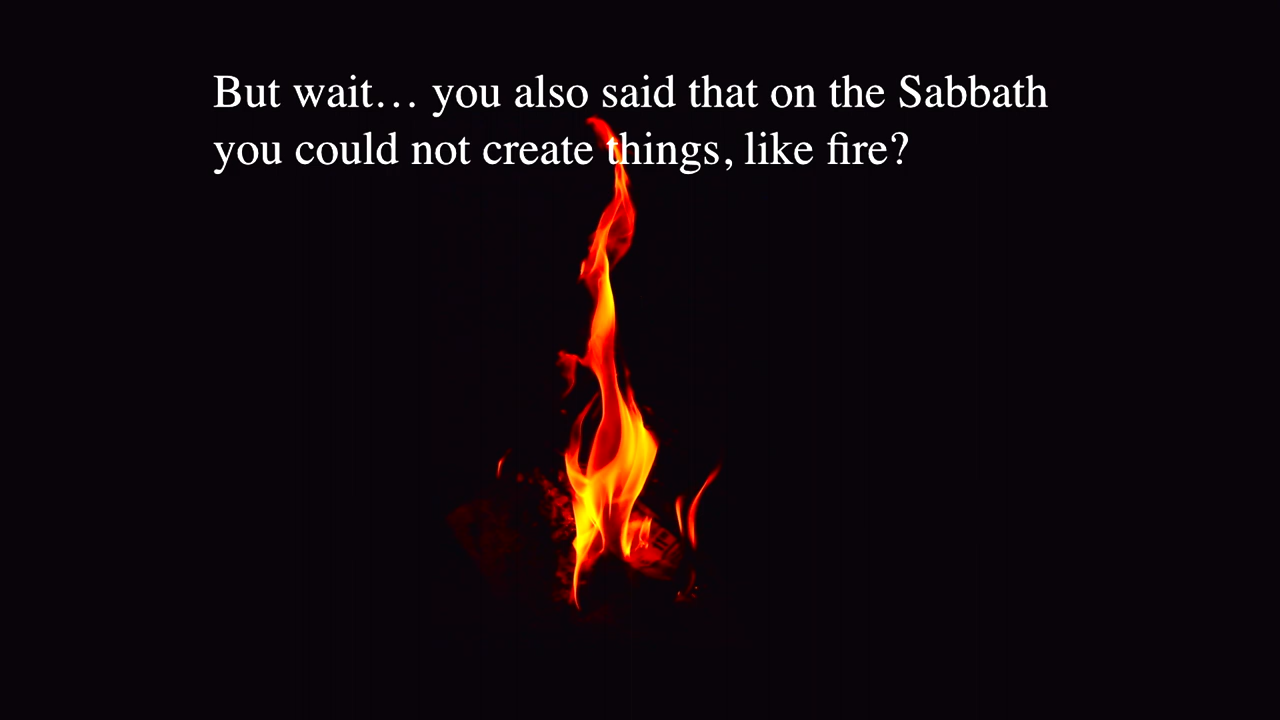 But wait… you also said that on the Sabbath
you could not create things, like fire?